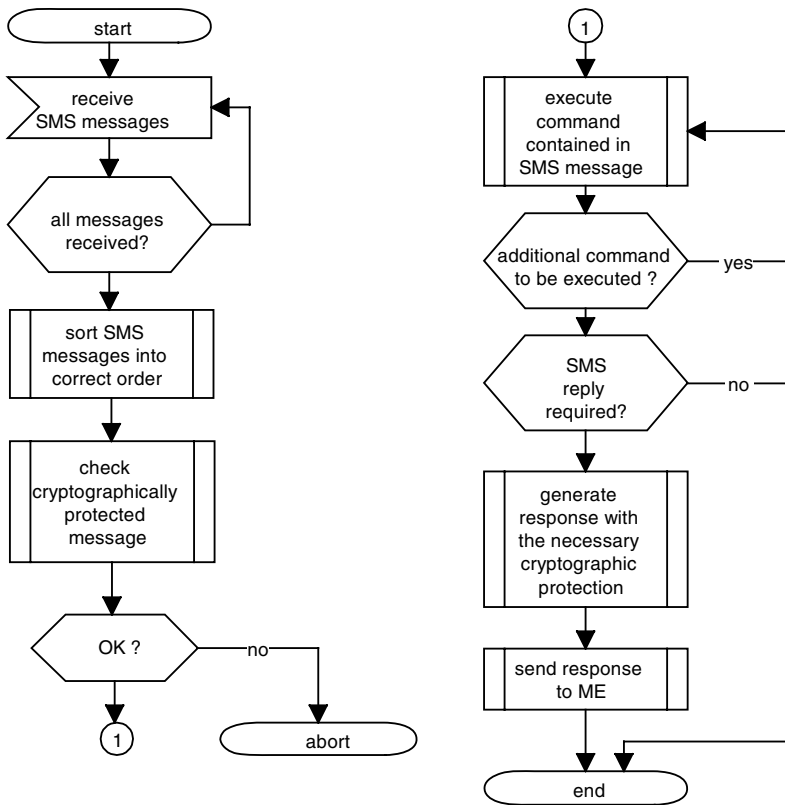 start
receive
SMS messages
all messages
received?
sort SMS
messages into
correct order
check
cryptographically
protected
message
OK ?
no
1
abort
1
execute
command
contained in
SMS message
additional command
to be executed ?
yes
SMS
reply
required?
no
generate
response with
the necessary
cryptographic
protection
send response
to ME
end